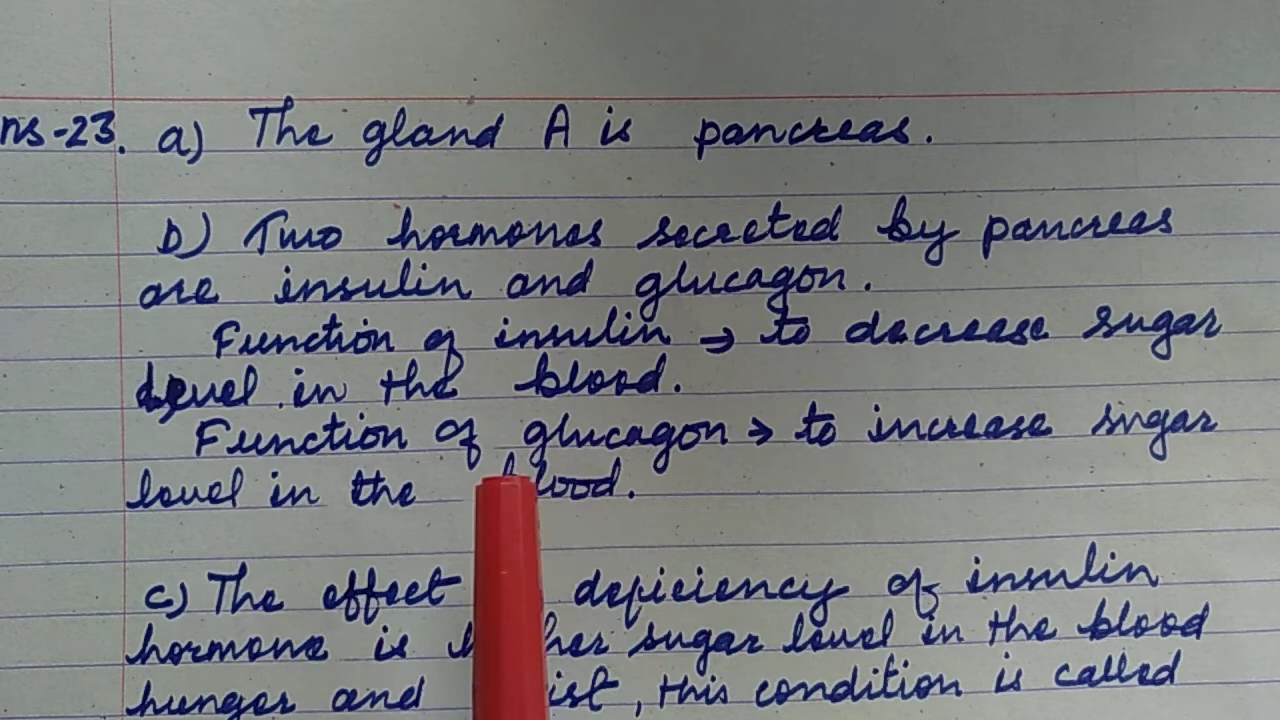 ns-23. a) The gland A is pancreas.
b) Two hormones secreted by pancreas
are insulin and glucagon.
Function of insulin → to decrease sugar
level in the blood.
Function of glucagon → to increase sugar
level in the blood.
c) The effect deficiency of insulin
hormone is sugar level in the blood
hunger and , this condition is called